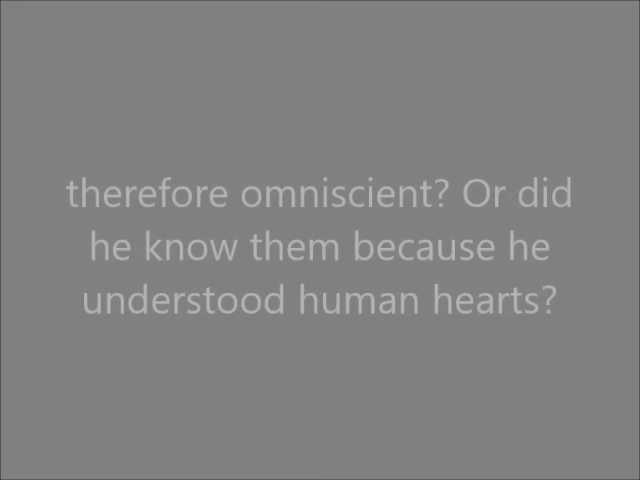 therefore omniscient? Or did
he know them because he
understood human hearts?